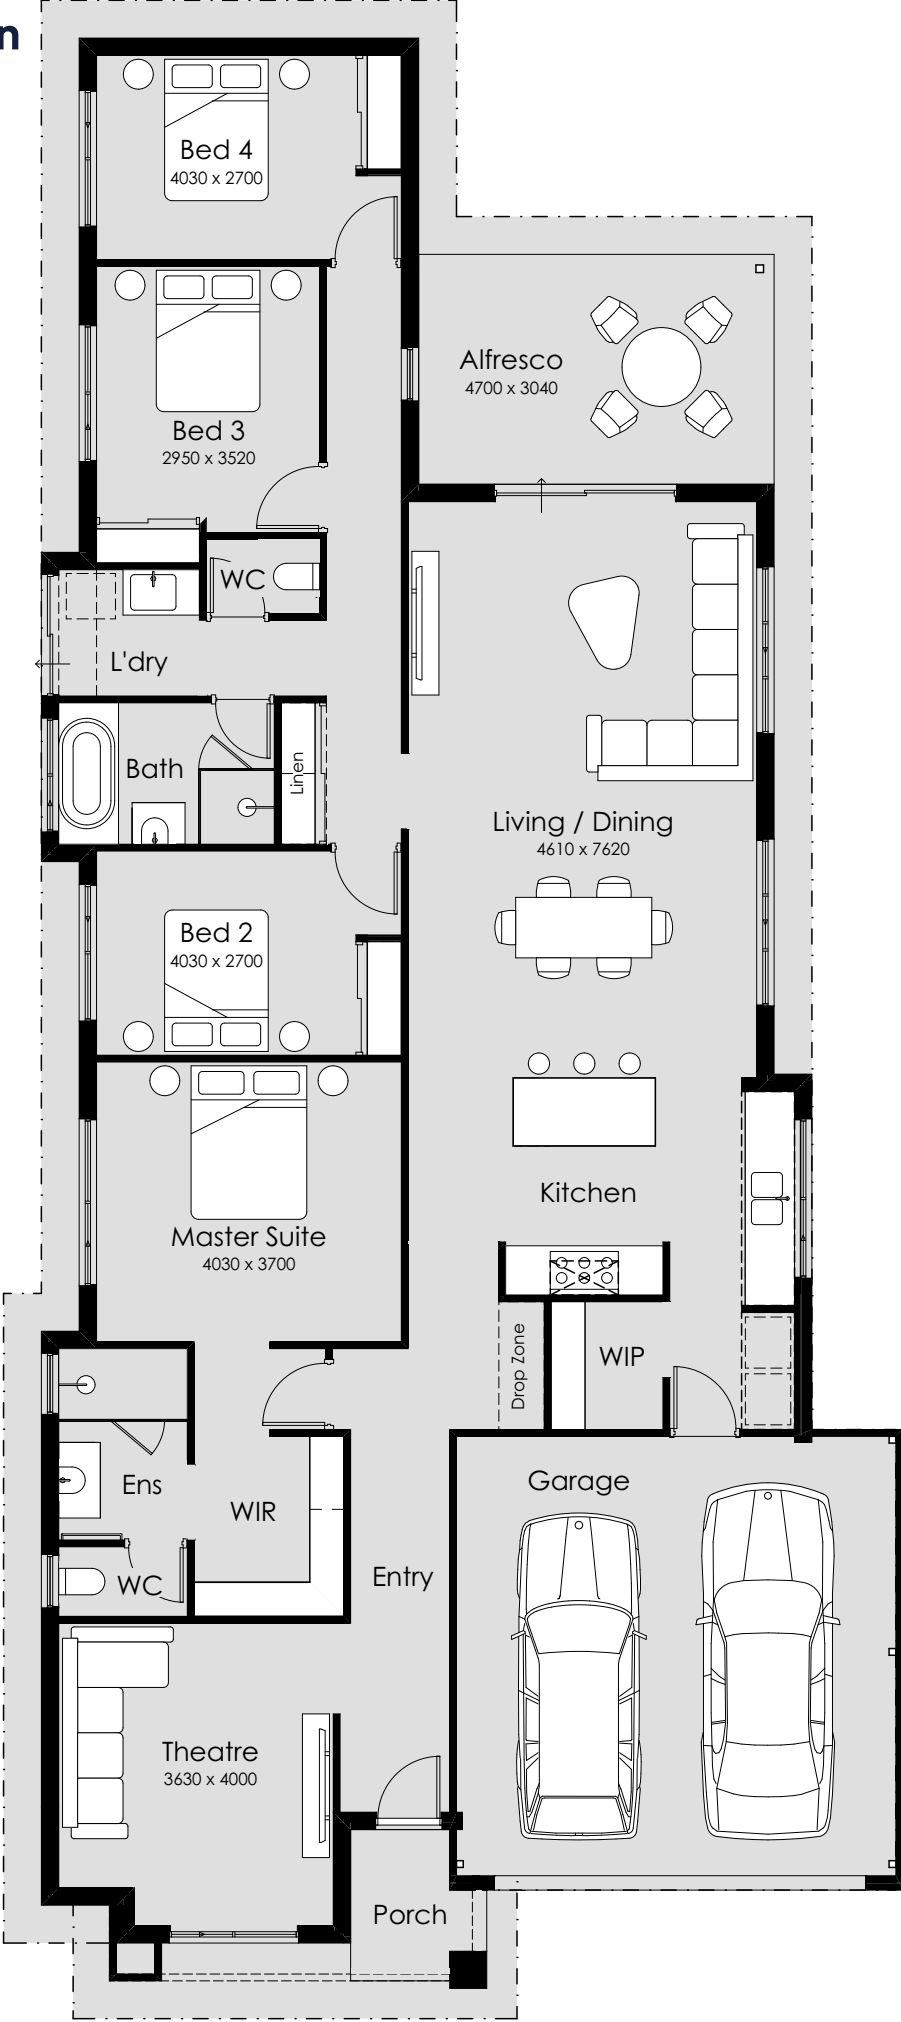 n
Bed 4
4030 x 2700
Bed 3
2950 x 3520
Alfresco
4700 x 3040
WC
L'dry
Bath
Linen
Living / Dining
4610 x 7620
Bed 2
4030 x 2700
Kitchen
Master Suite
4030 x 3700
Drop Zone
WIP
Ens
WIR
Garage
WC
Entry
Theatre
3630 x 4000
Porch